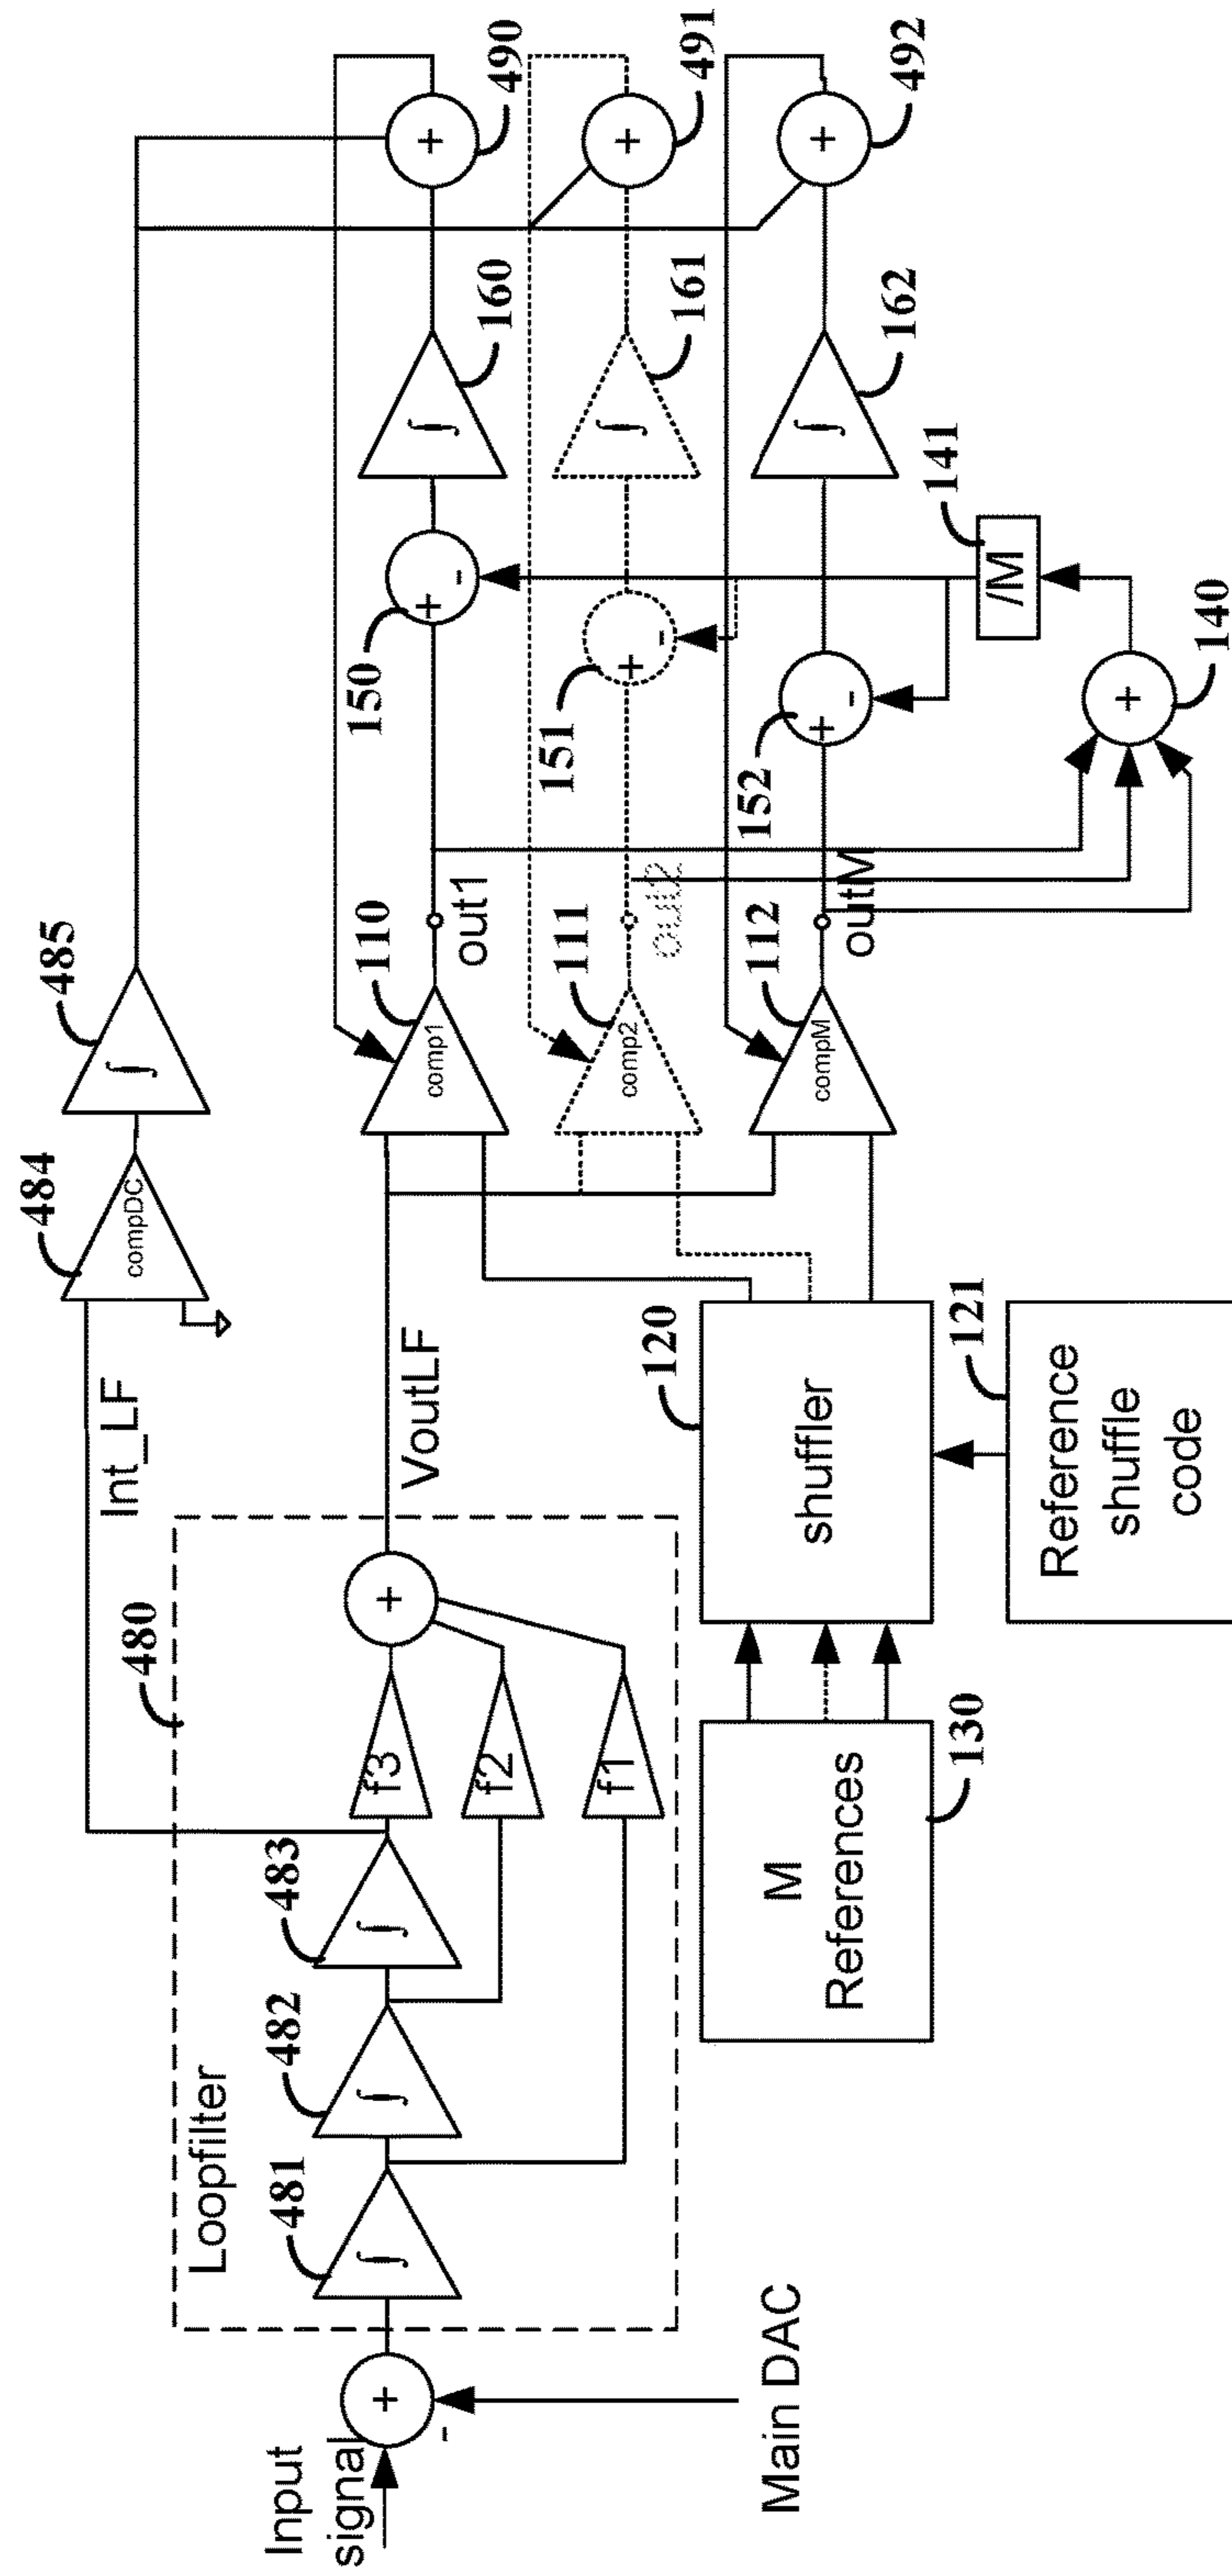 Input
signal
+
-
Main DAC
Loopfilter
480
481
∫
482
∫
483
∫
f3
f2
f1
+
Int_LF
VoutLF
484
compDC
485
∫
M
References
130
shuffler
120
Reference
shuffle
code
121
comp1
110
out1
comp2
111
out2
compM
112
outM
150
+
-
151
+
-
152
+
-
160
∫
161
∫
162
∫
/M
141
+
140
+
490
+
491
+
492